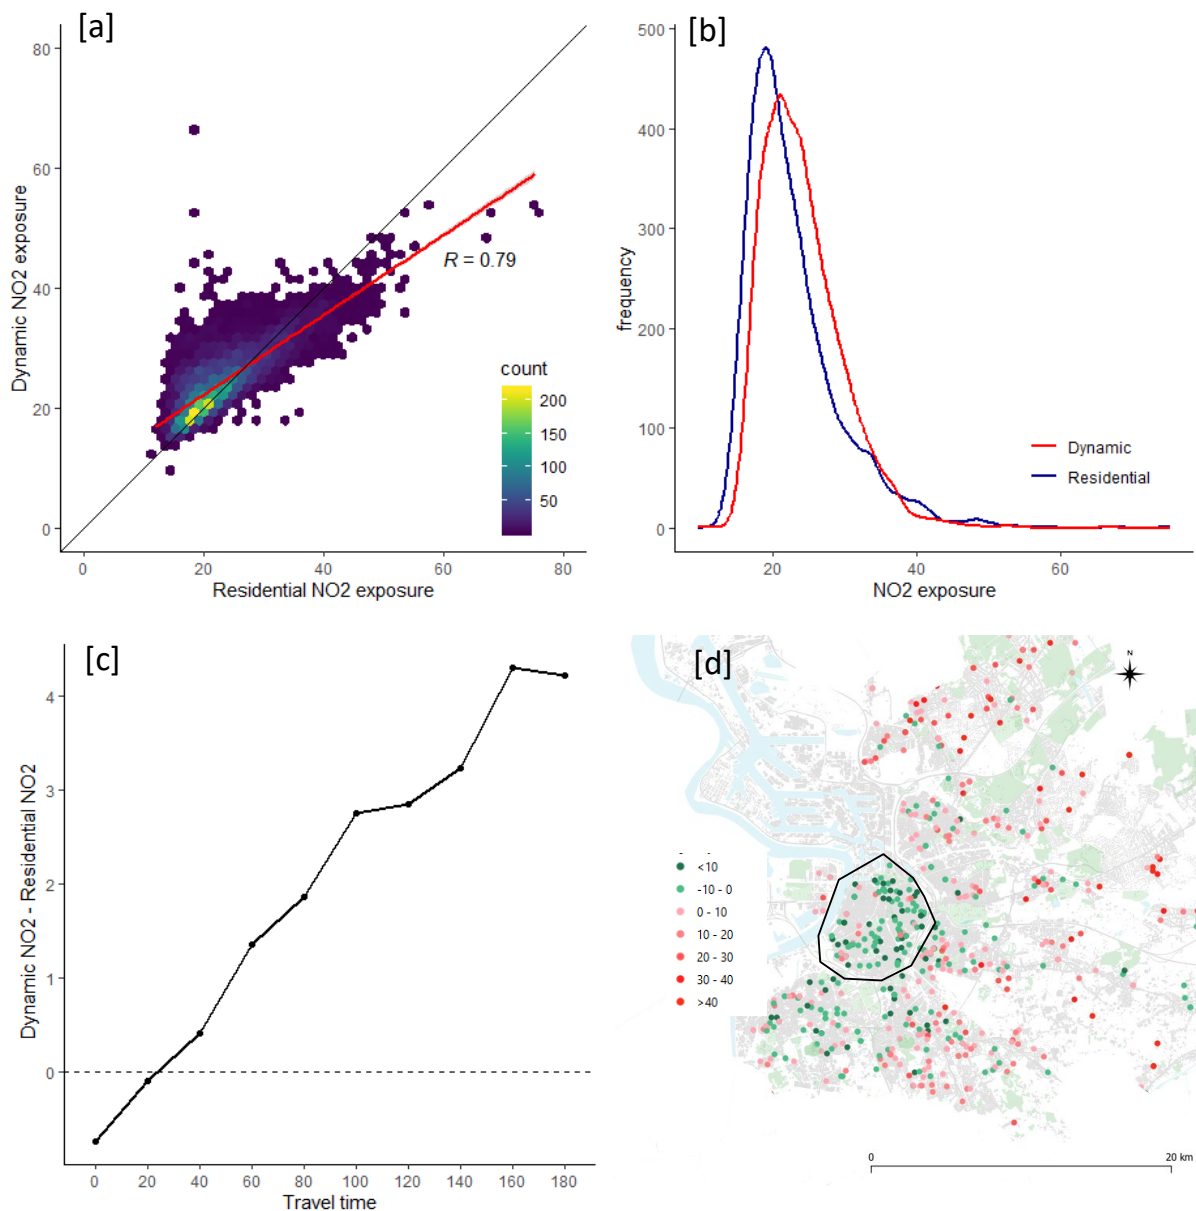 [a]
80
60
40
20
0
0
20
40
60
80
Dynamic NO2 exposure
Residential NO2 exposure
R = 0.79
count
200
150
100
50
[b]
500
400
300
200
100
0
20
40
60
frequency
NO2 exposure
Dynamic
Residential
[c]
4
3
2
1
0
0
20
40
60
80
100
120
140
160
180
Dynamic NO2 - Residential NO2
Travel time
[d]
N
<10
-10 - 0
0 - 10
10 - 20
20 - 30
30 - 40
>40
0
20 km